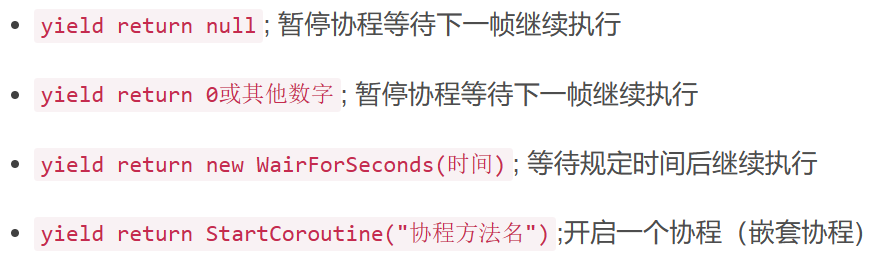 yield return null; 暂停协程等待下一帧继续执行
yield return 0或其他数字; 暂停协程等待下一帧继续执行
yield return new WairForSeconds(时间); 等待规定时间后继续执行
yield return StartCoroutine("协程方法名");开启一个协程（嵌套协程)